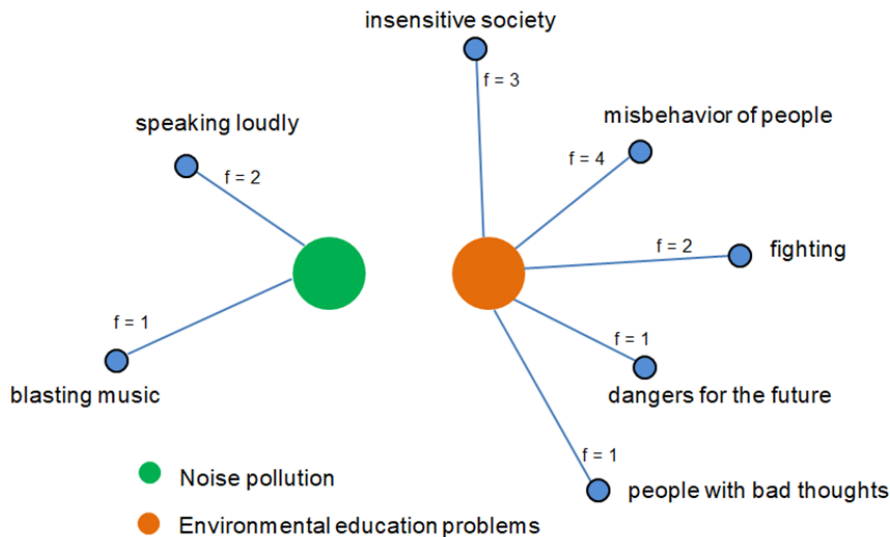 insensitive society
f = 3
misbehavior of people
f = 4
speaking loudly
f = 2
f = 2
fighting
f = 1
blasting music
f = 1
dangers for the future
f = 1
people with bad thoughts
Noise pollution
Environmental education problems